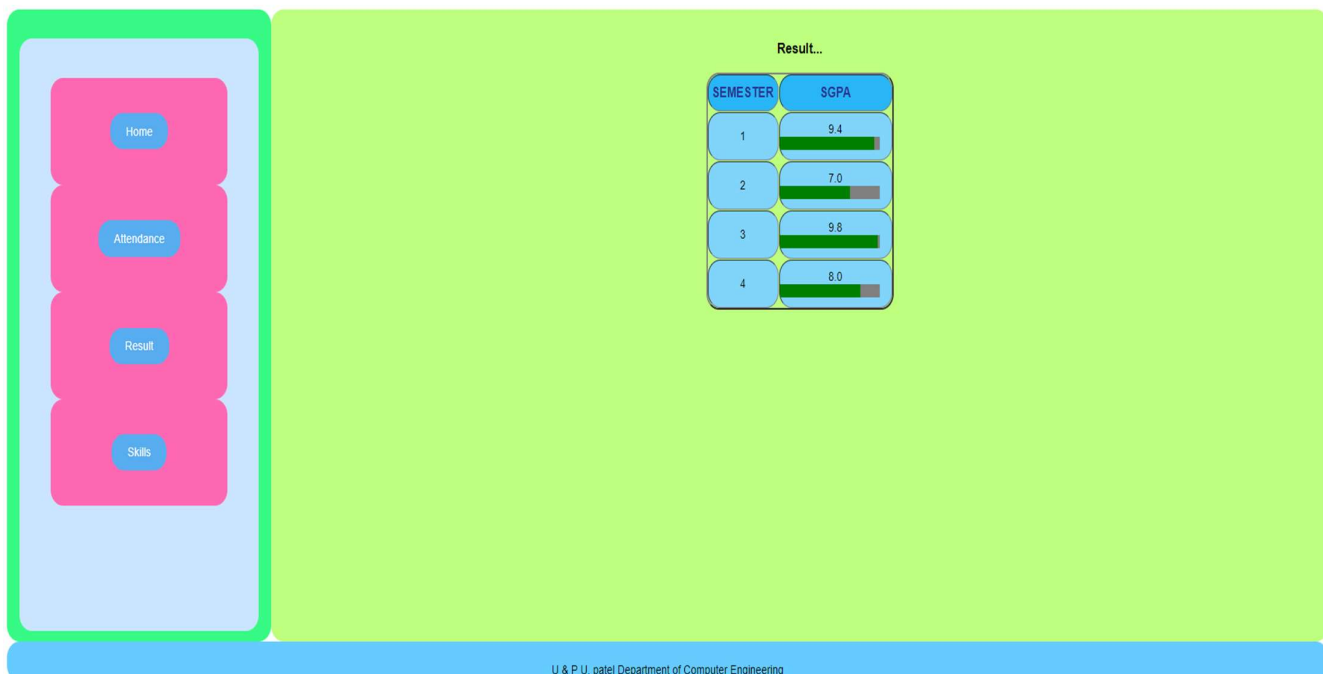 Home
Attendance
Result
Skills
Result...
SEMESTER SGPA
1 9.4
2 7.0
3 9.8
4 8.0
U & P U. patel Department of Computer Engineering